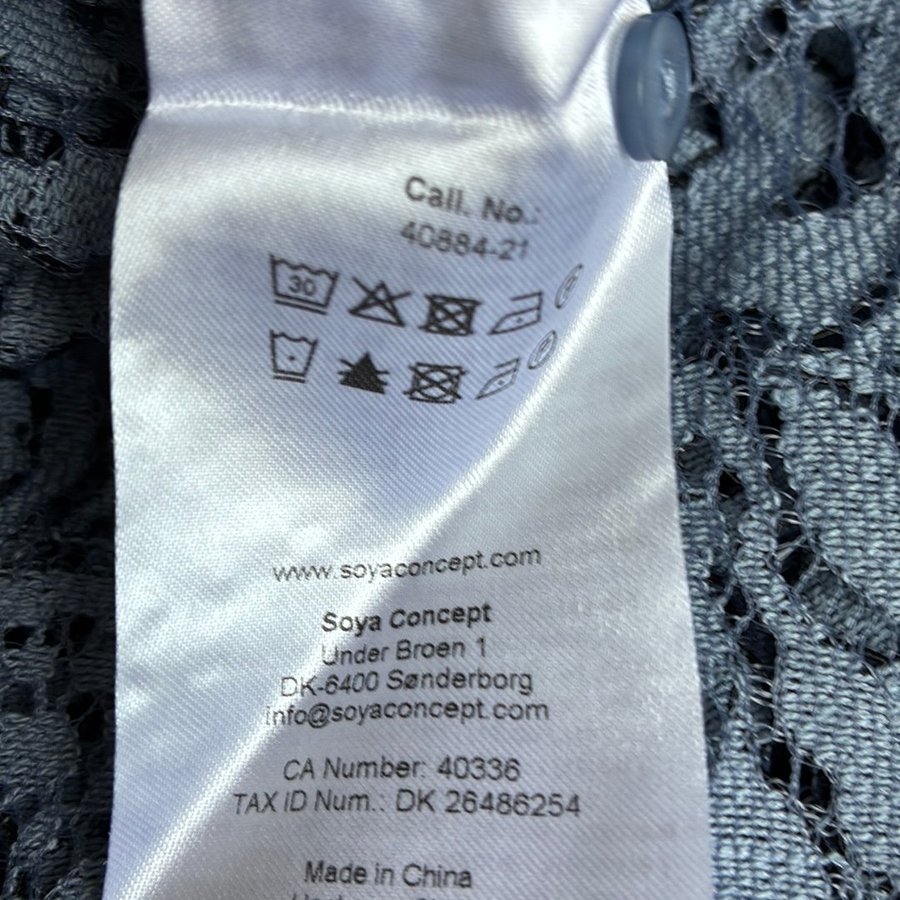 Call. No.:
40884-21
30
www.soyaconcept.com
Soya Concept
Under Broen 1
DK-6400 Sønderborg
info@soyaconcept.com
CA Number: 40336
TAX ID Num.: DK 26486254
Made in China